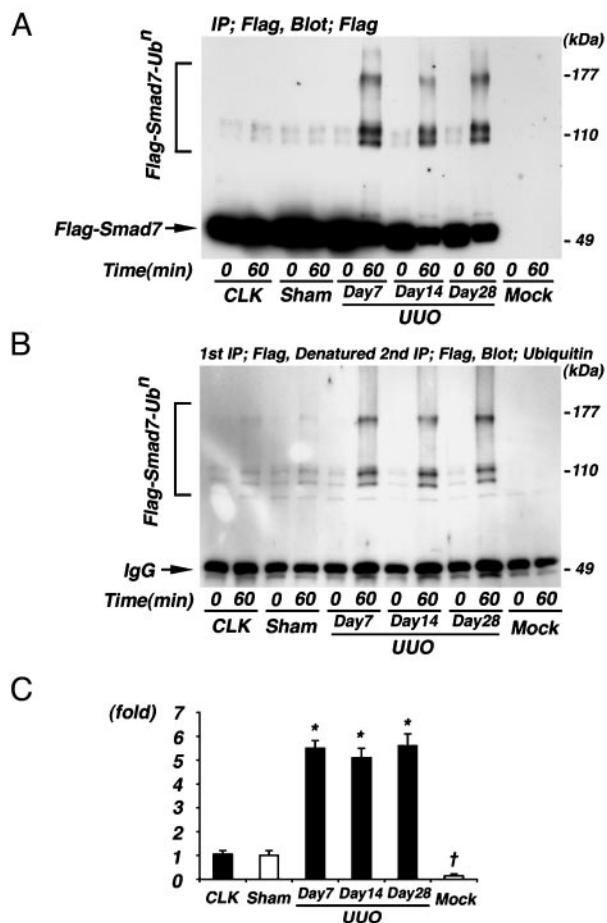 A
IP; Flag, Blot; Flag
(kDa)
Flag-Smad7-Ubⁿ
-177
-110
Flag-Smad7
- 49
Time(min) 0 60 0 60 0 60 0 60 0 60 0 60
CLK Sham Day7 Day14 Day28 Mock
UUO
B
1st IP; Flag, Denatured 2nd IP; Flag, Blot; Ubiquitin
(kDa)
Flag-Smad7-Ubⁿ
-177
-110
IgG
- 49
Time(min) 0 60 0 60 0 60 0 60 0 60 0 60
CLK Sham Day7 Day14 Day28 Mock
UUO
C
(fold)
7
6
5
4
3
2
1
0
* * * †
CLK Sham Day7 Day14 Day28 Mock
UUO